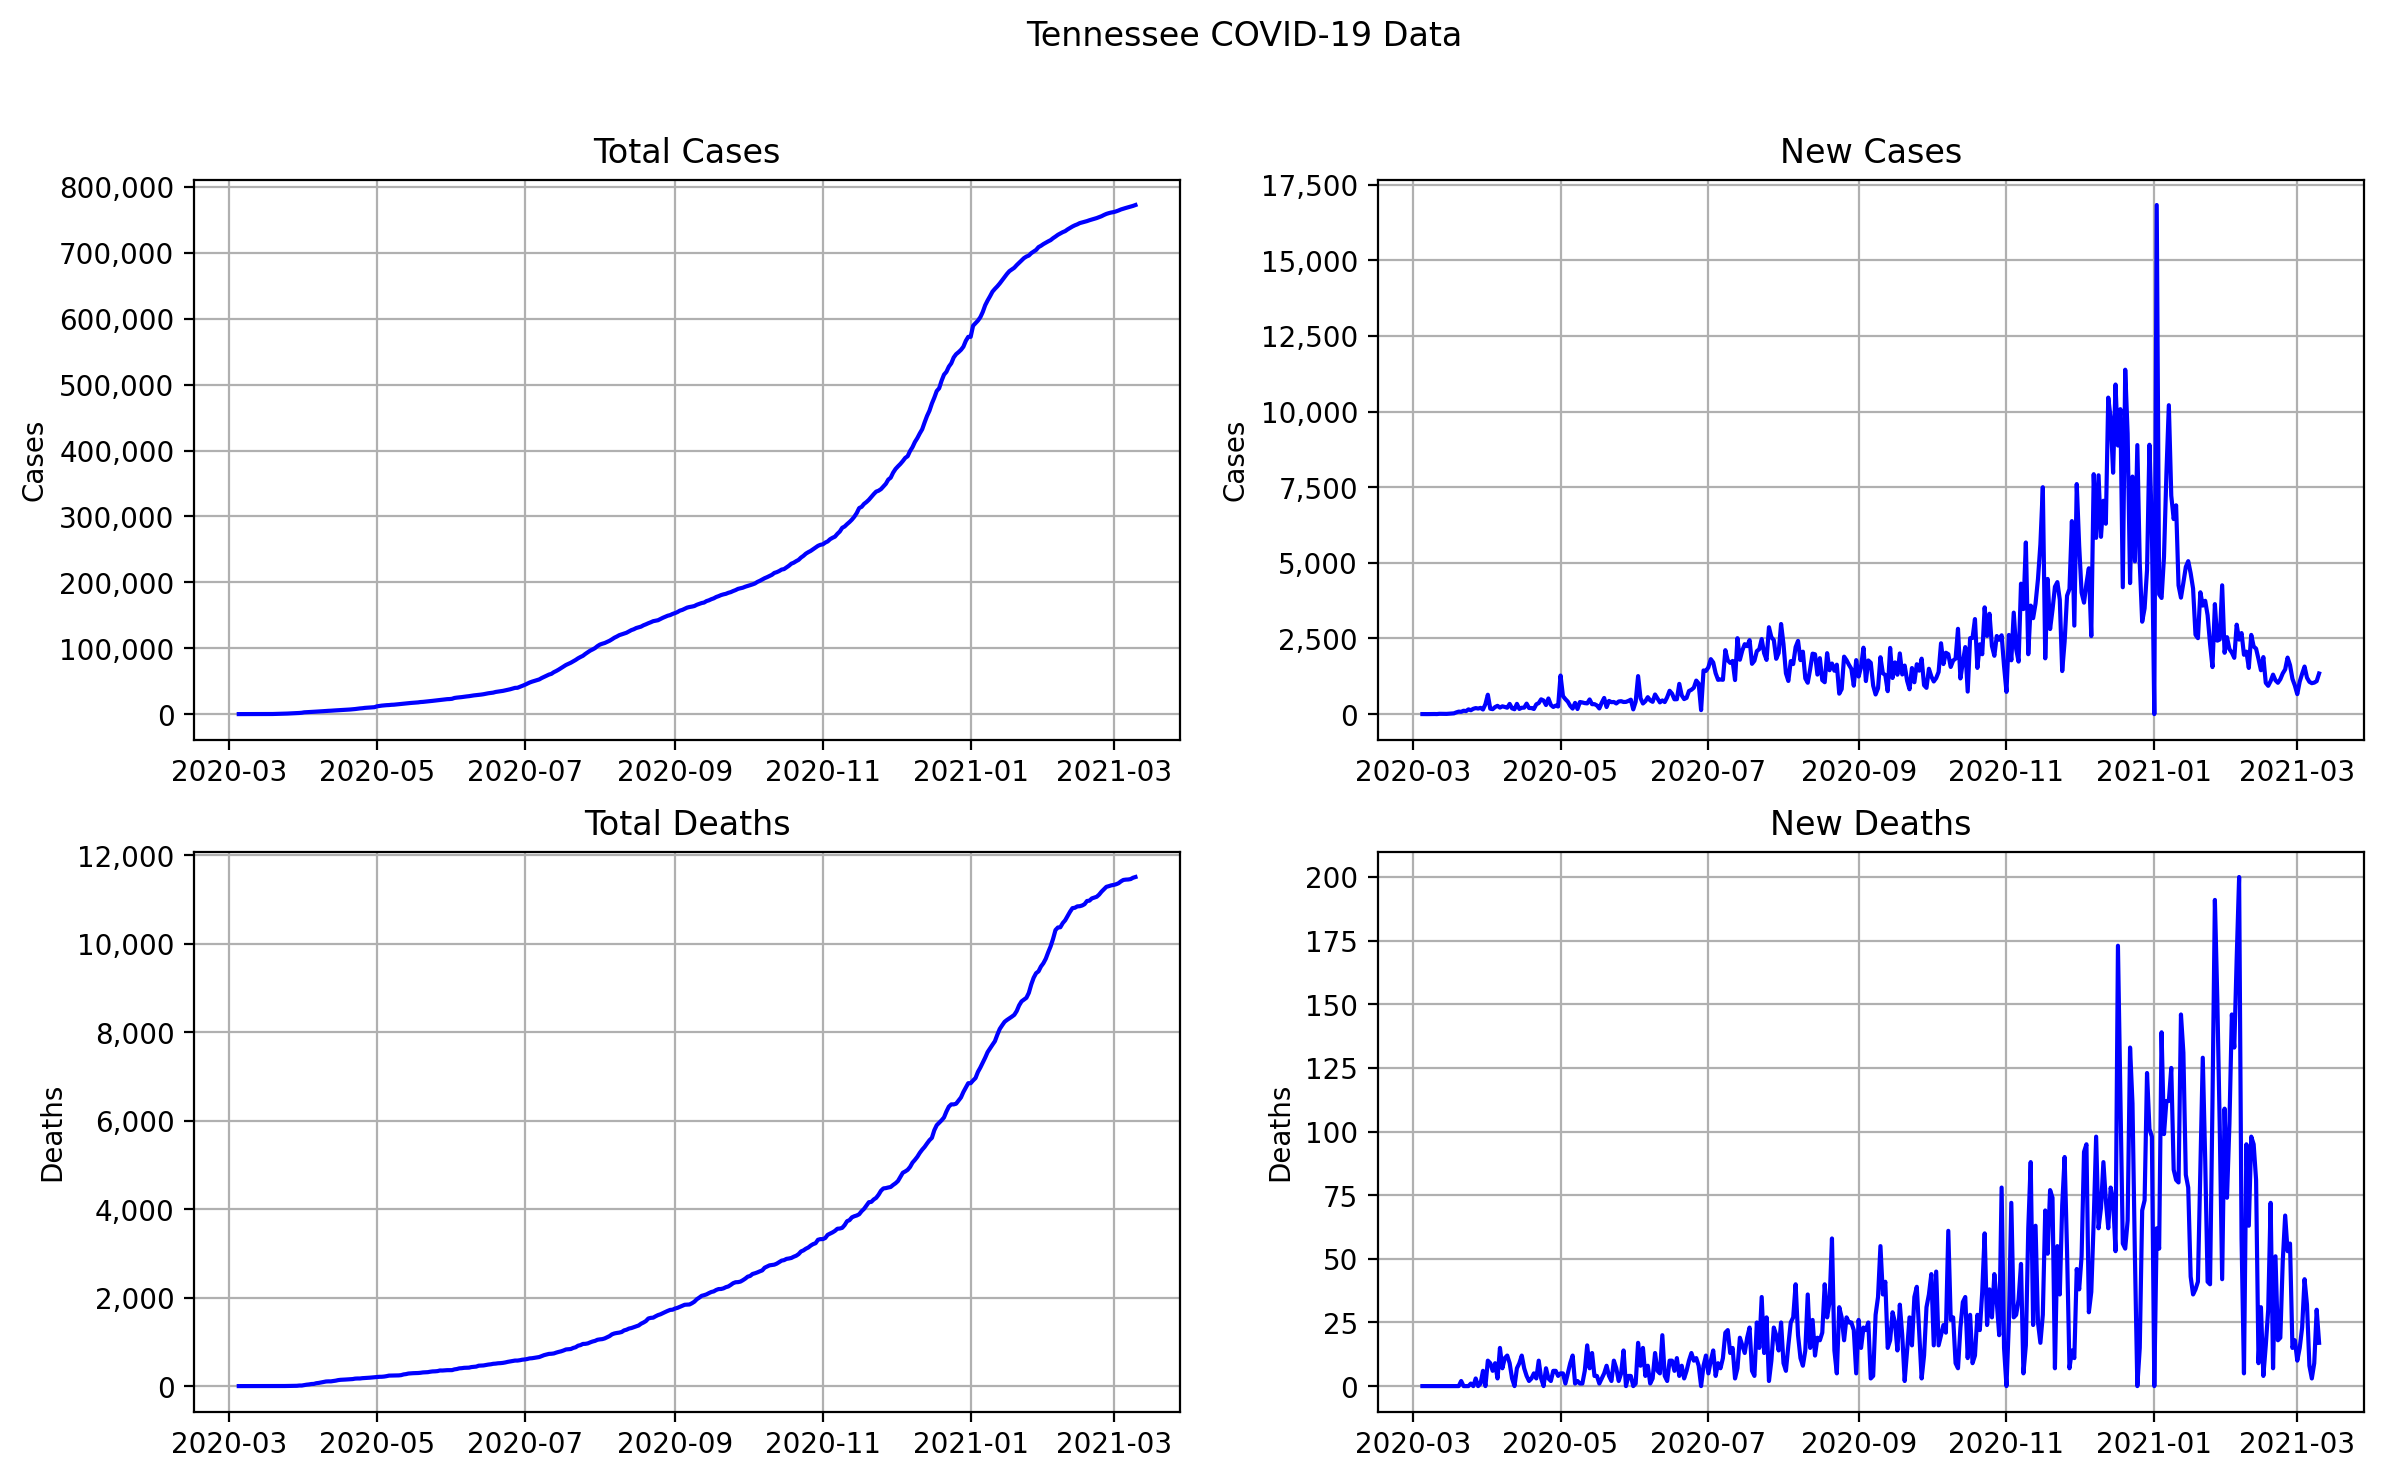 Tennessee COVID-19 Data
Total Cases
Cases
800,000
700,000
600,000
500,000
400,000
300,000
200,000
100,000
0
2020-03 2020-05 2020-07 2020-09 2020-11 2021-01 2021-03
New Cases
Cases
17,500
15,000
12,500
10,000
7,500
5,000
2,500
0
2020-03 2020-05 2020-07 2020-09 2020-11 2021-01 2021-03
Total Deaths
Deaths
12,000
10,000
8,000
6,000
4,000
2,000
0
2020-03 2020-05 2020-07 2020-09 2020-11 2021-01 2021-03
New Deaths
Deaths
200
175
150
125
100
75
50
25
0
2020-03 2020-05 2020-07 2020-09 2020-11 2021-01 2021-03